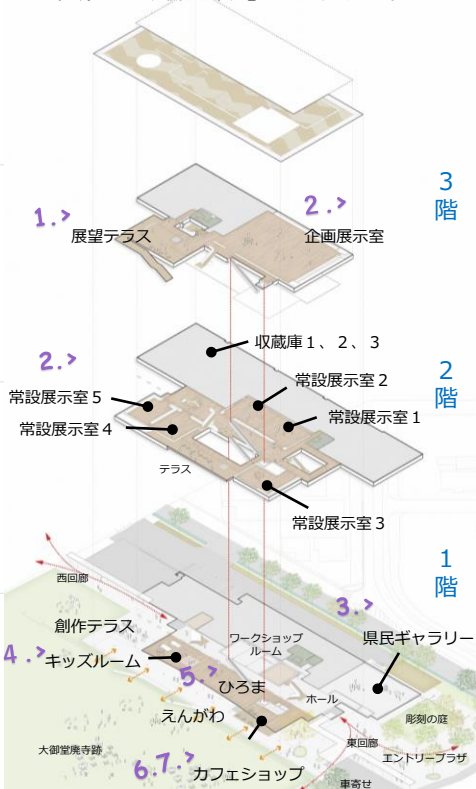 3
階
1.>
2.>
展望テラス
企画展示室
2.>
収蔵庫1、2、3
2
階
常設展示室2
常設展示室5
常設展示室1
常設展示室4
テラス
常設展示室3
1
階
西回廊
3.>
創作テラス
ワークショップ
ルーム
県民ギャラリー
4.>
キッズルーム
5.>
ひろま
ホール
えんがわ
彫刻の庭
大御堂廃寺跡
東回廊
エントリープラザ
6.7.>
カフェショップ
車寄せ